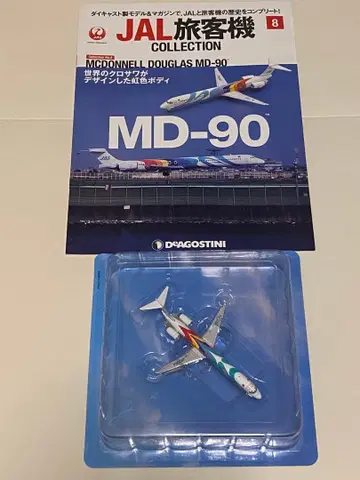 ダイキャスト製モデル&マガジンで、JALと旅客機の歴史をコンプリート!
JAL旅客機
8
COLLECTION
MCDONNELL DOUGLAS MD-90
世界のクロサワが
デザインした虹色ボディ
MD-90
DEAGOSTINI